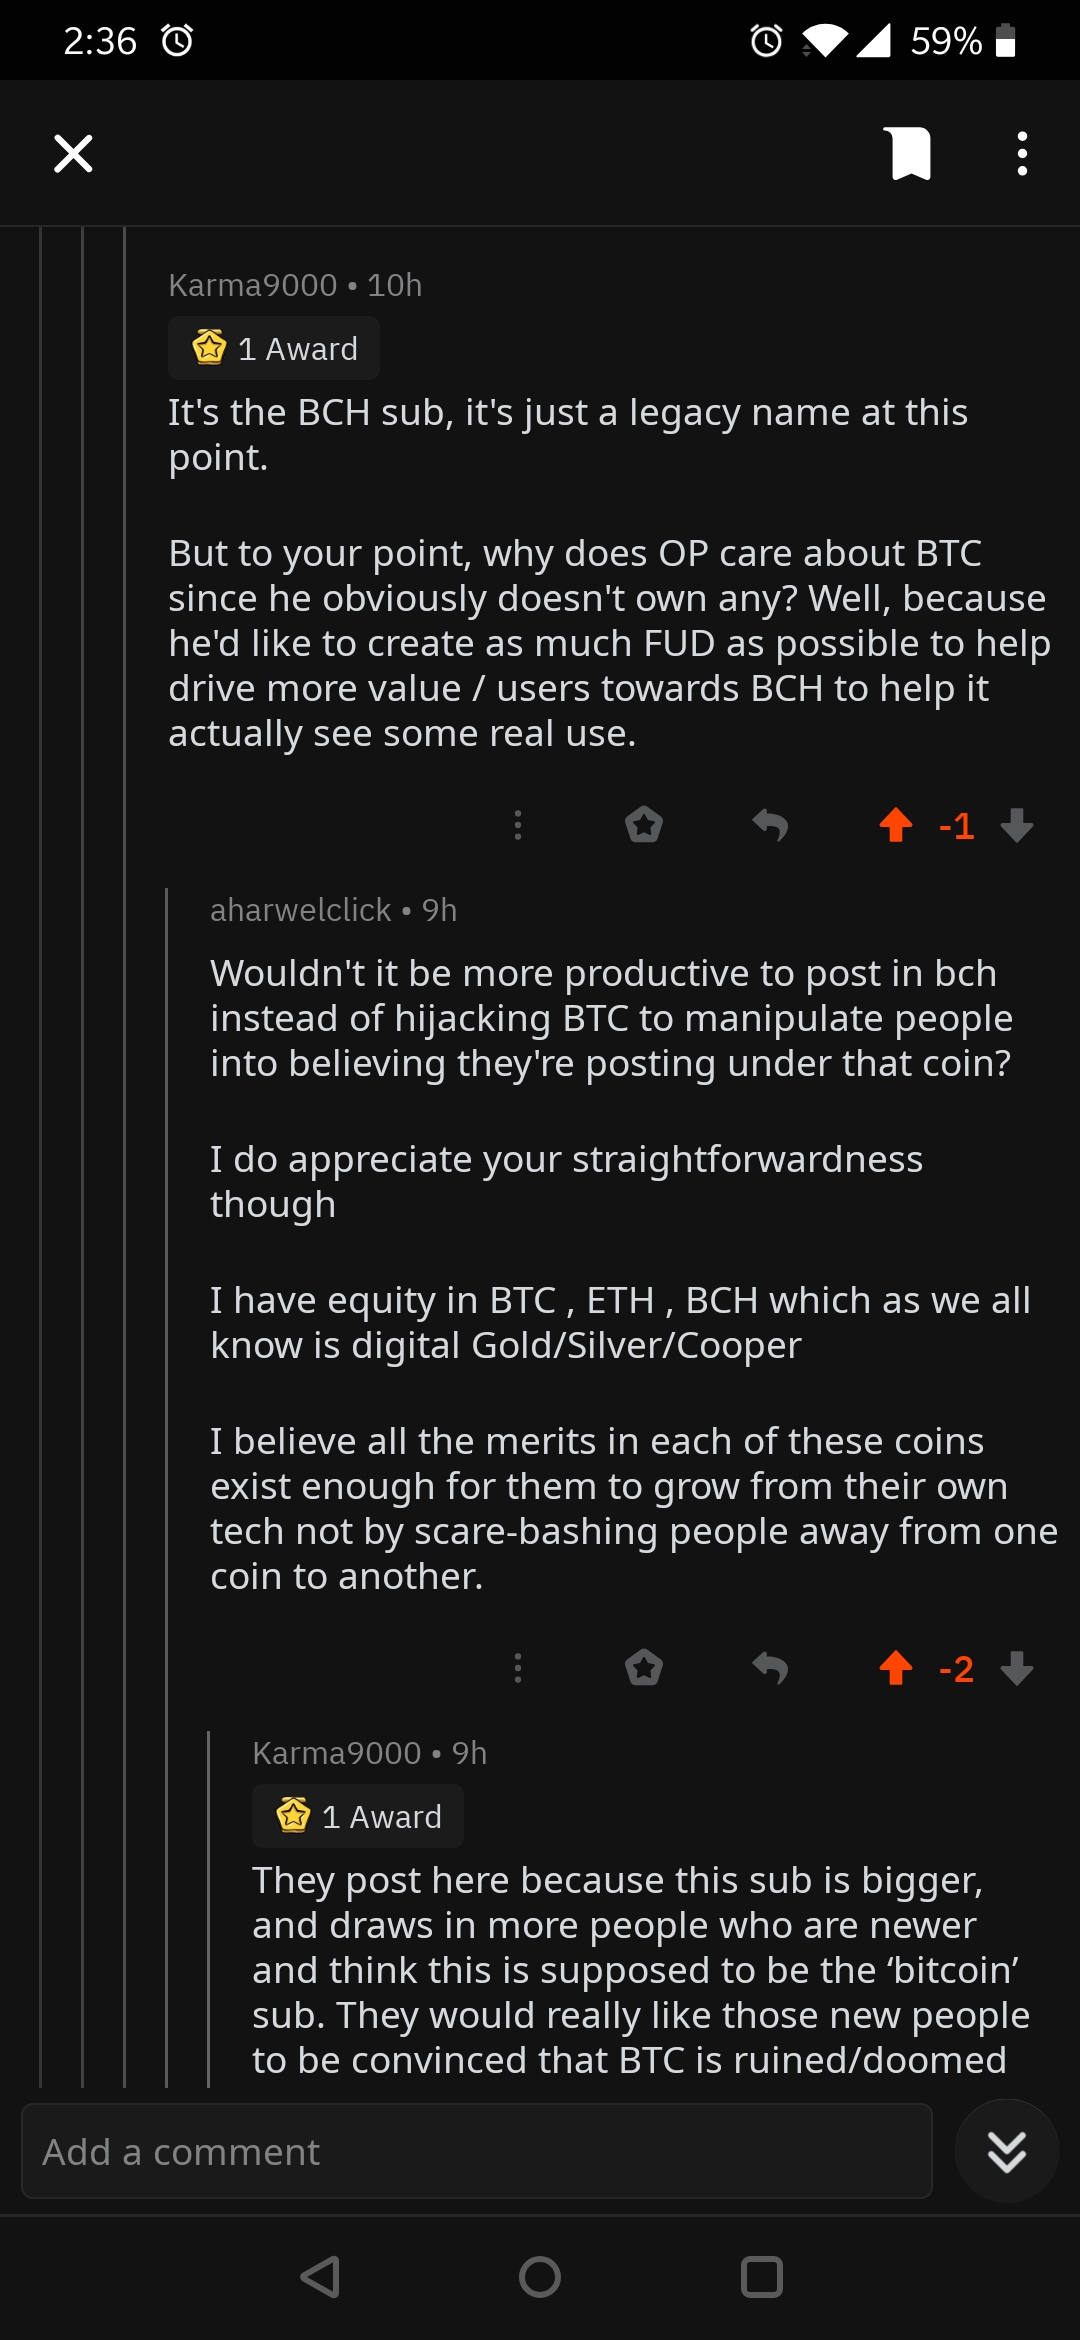 2:36
59%
Karma9000 • 10h
1 Award
It's the BCH sub, it's just a legacy name at this
point.
But to your point, why does OP care about BTC
since he obviously doesn't own any? Well, because
he'd like to create as much FUD as possible to help
drive more value / users towards BCH to help it
actually see some real use.
-1
aharwelclick • 9h
Wouldn't it be more productive to post in bch
instead of hijacking BTC to manipulate people
into believing they're posting under that coin?
I do appreciate your straightforwardness
though
I have equity in BTC , ETH , BCH which as we all
know is digital Gold/Silver/Cooper
I believe all the merits in each of these coins
exist enough for them to grow from their own
tech not by scare-bashing people away from one
coin to another.
-2
Karma9000 • 9h
1 Award
They post here because this sub is bigger,
and draws in more people who are newer
and think this is supposed to be the ‘bitcoin’
sub. They would really like those new people
to be convinced that BTC is ruined/doomed
Add a comment